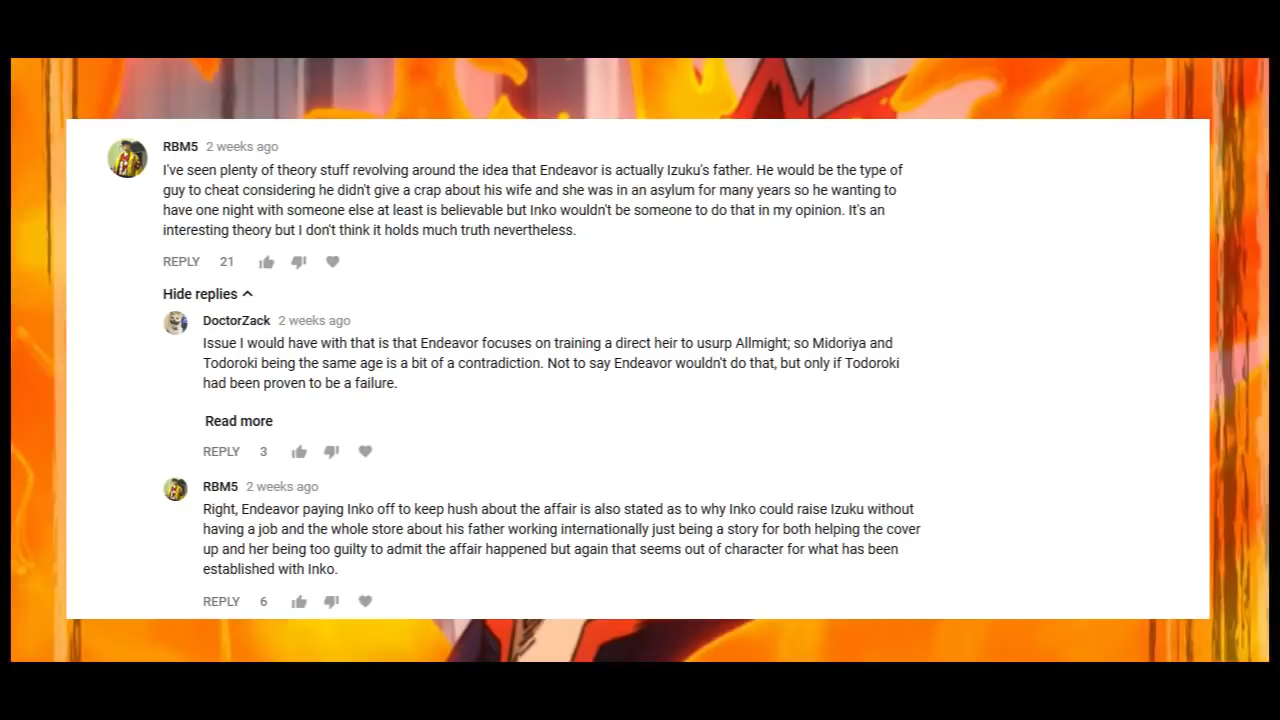 RBM5 2 weeks ago
I've seen plenty of theory stuff revolving around the idea that Endeavor is actually Izuku's father. He would be the type of
guy to cheat considering he didn't give a crap about his wife and she was in an asylum for many years so he wanting to
have one night with someone else at least is believable but Inko wouldn't be someone to do that in my opinion. It's an
interesting theory but I don't think it holds much truth nevertheless.
REPLY 21
Hide replies
DoctorZack 2 weeks ago
Issue I would have with that is that Endeavor focuses on training a direct heir to usurp Allmight; so Midoriya and
Todoroki being the same age is a bit of a contradiction. Not to say Endeavor wouldn't do that, but only if Todoroki
had been proven to be a failure.
Read more
REPLY 3
RBM5 2 weeks ago
Right, Endeavor paying Inko off to keep hush about the affair is also stated as to why Inko could raise Izuku without
having a job and the whole store about his father working internationally just being a story for both helping the cover
up and her being too guilty to admit the affair happened but again that seems out of character for what has been
established with Inko.
REPLY 6